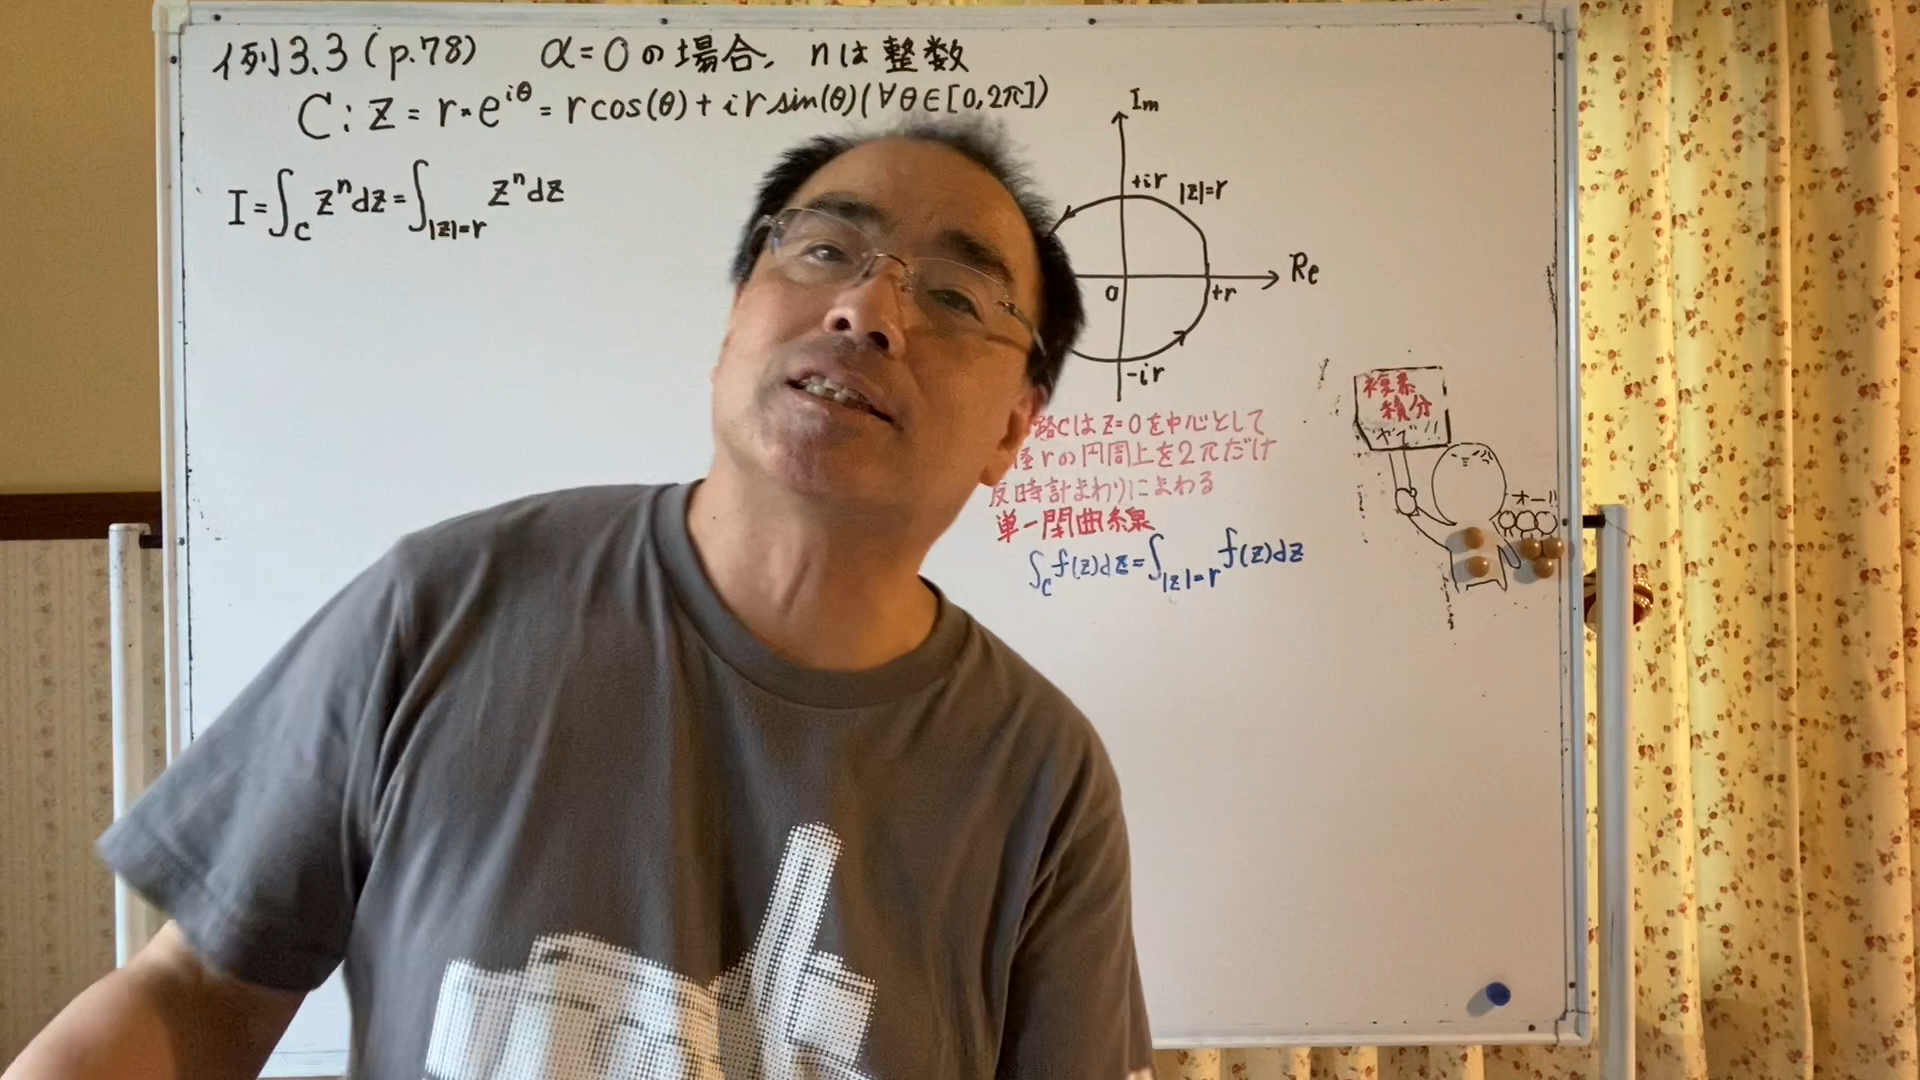 例3.3 (p.78) α=0の場合, nは整数
C: z = r・e^{iθ} = r cos(θ) + i r sin(θ) (∀θ∈[0,2π])
I = ∫_C z^n dz = ∫_{|z|=r} z^n dz
Im
+ir
|z|=r
Re
0
+r
-ir
路Cはz=0を中心として
径rの円周上を2πだけ
反時計まわりにまわる
単一閉曲線
∫_C f(z)dz = ∫_{|z|=r} f(z)dz
複素
積分
やで!!
オー!!